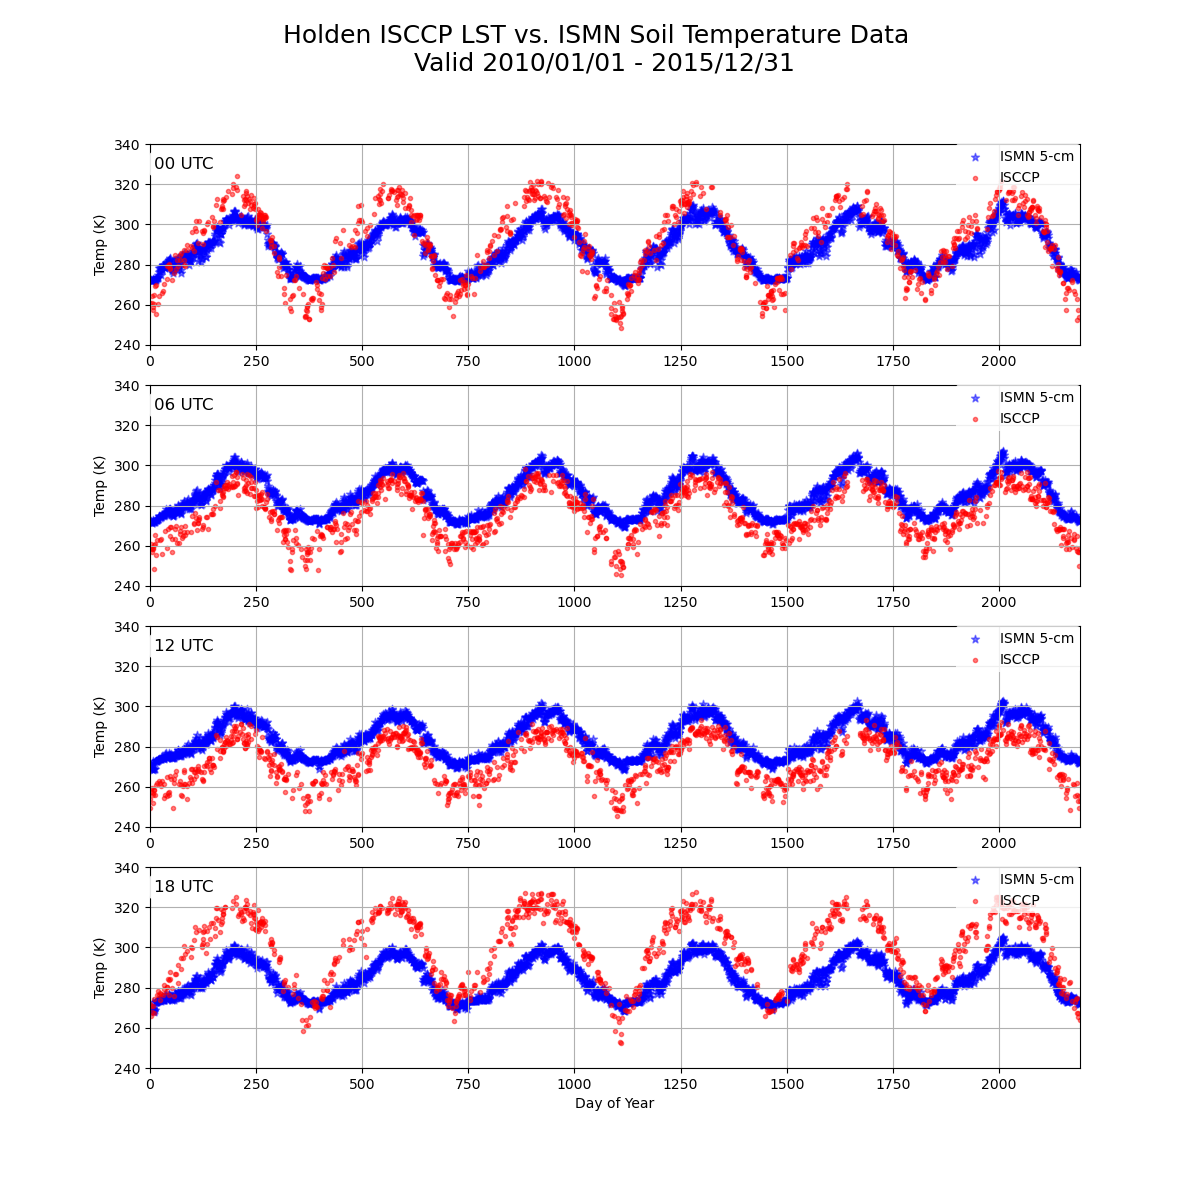 Holden ISCCP LST vs. ISMN Soil Temperature Data
Valid 2010/01/01 - 2015/12/31
340
320
300
280
260
240
Temp (K)
00 UTC
ISMN 5-cm
ISCCP
0 250 500 750 1000 1250 1500 1750 2000
340
320
300
280
260
240
Temp (K)
06 UTC
ISMN 5-cm
ISCCP
0 250 500 750 1000 1250 1500 1750 2000
340
320
300
280
260
240
Temp (K)
12 UTC
ISMN 5-cm
ISCCP
0 250 500 750 1000 1250 1500 1750 2000
340
320
300
280
260
240
Temp (K)
18 UTC
ISMN 5-cm
ISCCP
0 250 500 750 1000 1250 1500 1750 2000
Day of Year